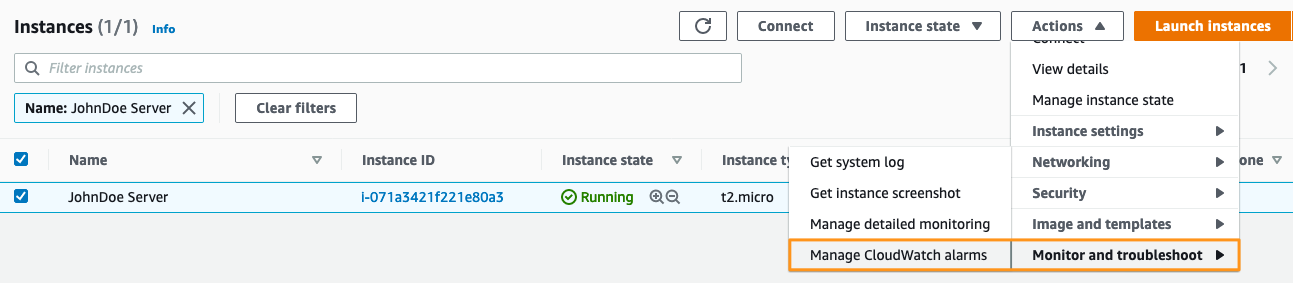 Instances (1/1) Info
Connect
Instance state
Actions
Launch instances
Filter instances
1
Name: JohnDoe Server
Clear filters
Connect
View details
Manage instance state
Instance settings
Networking
Security
Image and templates
Monitor and troubleshoot
Get system log
Get instance screenshot
Manage detailed monitoring
Manage CloudWatch alarms
Name
Instance ID
Instance state
Instance ty
one
JohnDoe Server
i-071a3421f221e80a3
Running
t2.micro